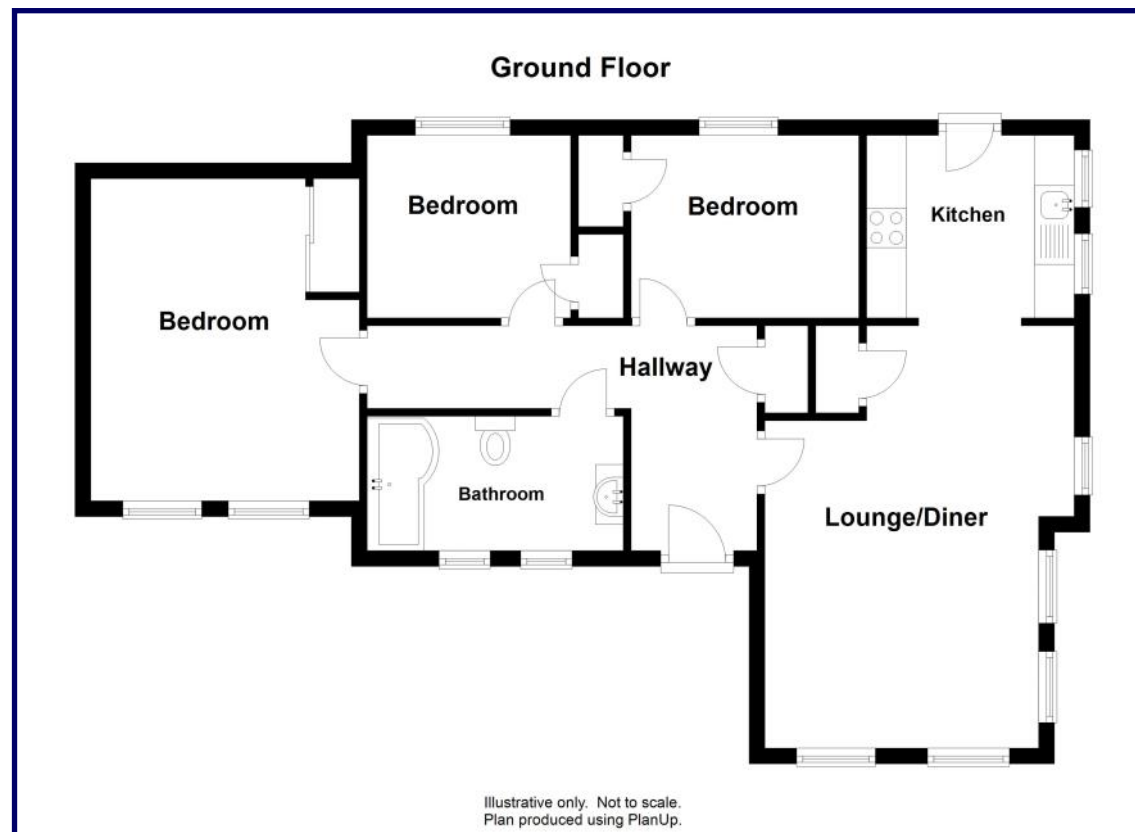 Ground Floor
Bedroom
Bedroom
Kitchen
Bedroom
Hallway
Bathroom
Lounge/Diner
Illustrative only. Not to scale.
Plan produced using PlanUp.